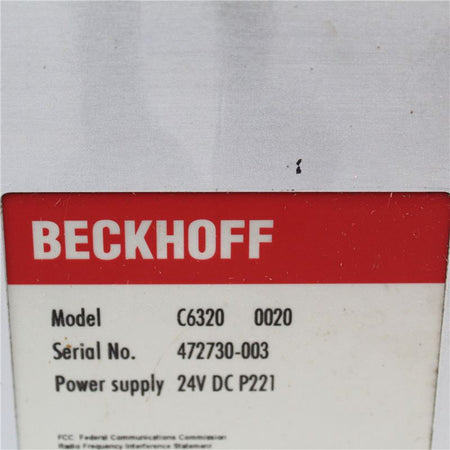 BECKHOFF
Model C6320 0020
Serial No. 472730-003
Power supply 24V DC P221
FCC Federal Communications Commission
Radio Frequency Interference Statement